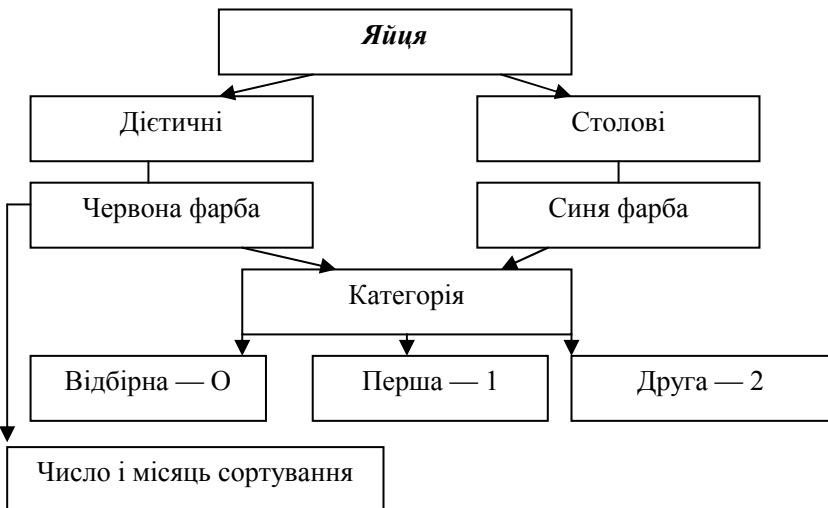 Яйця
Дієтичні
Столові
Червона фарба
Синя фарба
Категорія
Відбірна — О
Перша — 1
Друга — 2
Число і місяць сортування